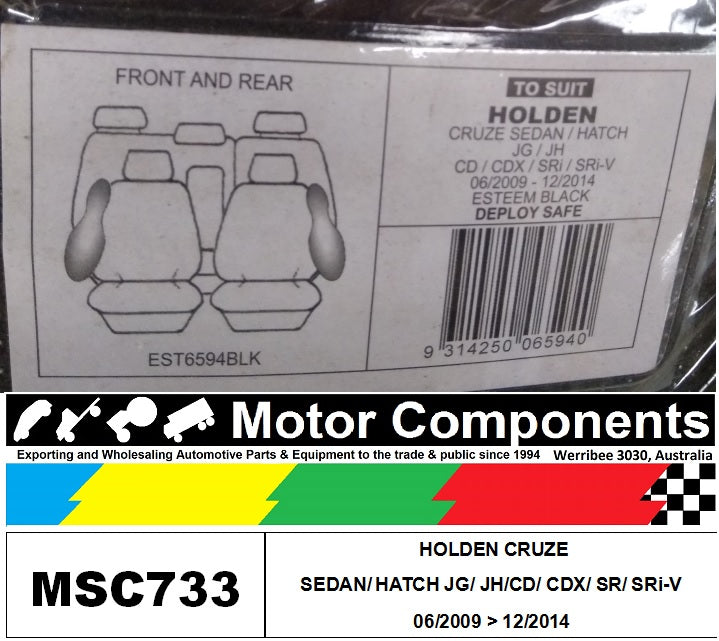 FRONT AND REAR
EST6594BLK
TO SUIT
HOLDEN
CRUZE SEDAN / HATCH
JG / JH
CD / CDX / SRi / SRi-V
06/2009 - 12/2014
ESTEEM BLACK
DEPLOY SAFE
9 314250 065940
Motor Components
Exporting and Wholesaling Automotive Parts & Equipment to the trade & public since 1994 Werribee 3030, Australia
MSC733
HOLDEN CRUZE
SEDAN/ HATCH JG/ JH/CD/ CDX/ SR/ SRi-V
06/2009 > 12/2014